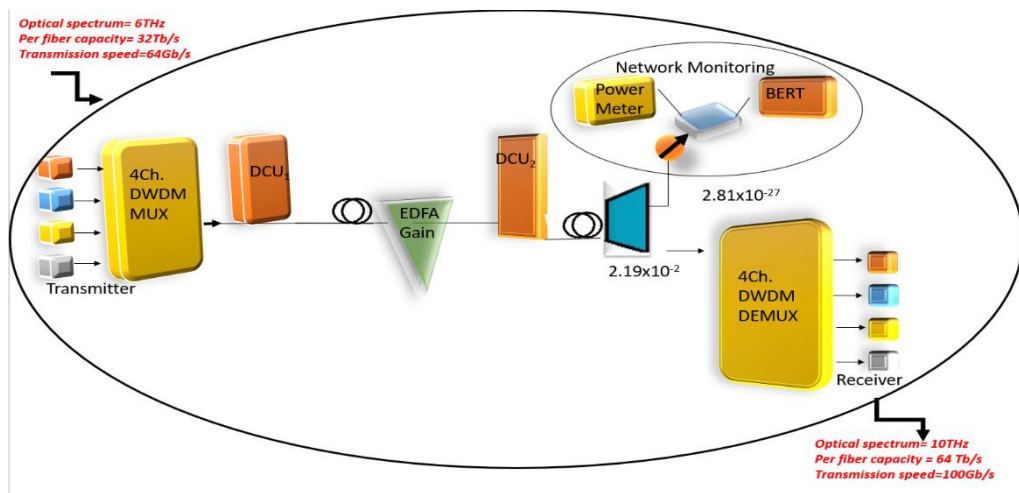 Optical spectrum= 6THz
Per fiber capacity= 32Tb/s
Transmission speed=64Gb/s
Network Monitoring
Power
Meter
BERT
4Ch.
DWDM
MUX
DCU₁
DCU₂
EDFA
Gain
2.81x10⁻²⁷
2.19x10⁻²
Transmitter
4Ch.
DWDM
DEMUX
Receiver
Optical spectrum= 10THz
Per fiber capacity = 64 Tb/s
Transmission speed=100Gb/s